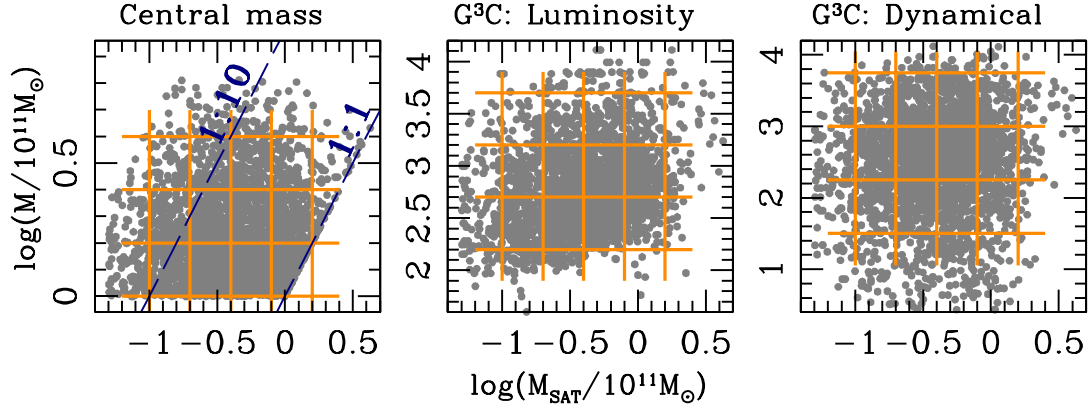 Central mass
G³C: Luminosity
G³C: Dynamical
log(M/10¹¹M⊙)
0.5
0
1:10
1:1
4
3.5
3
2.5
2
4
3
2
1
−1 −0.5 0 0.5
−1 −0.5 0 0.5
−1 −0.5 0 0.5
log(M_SAT/10¹¹M⊙)